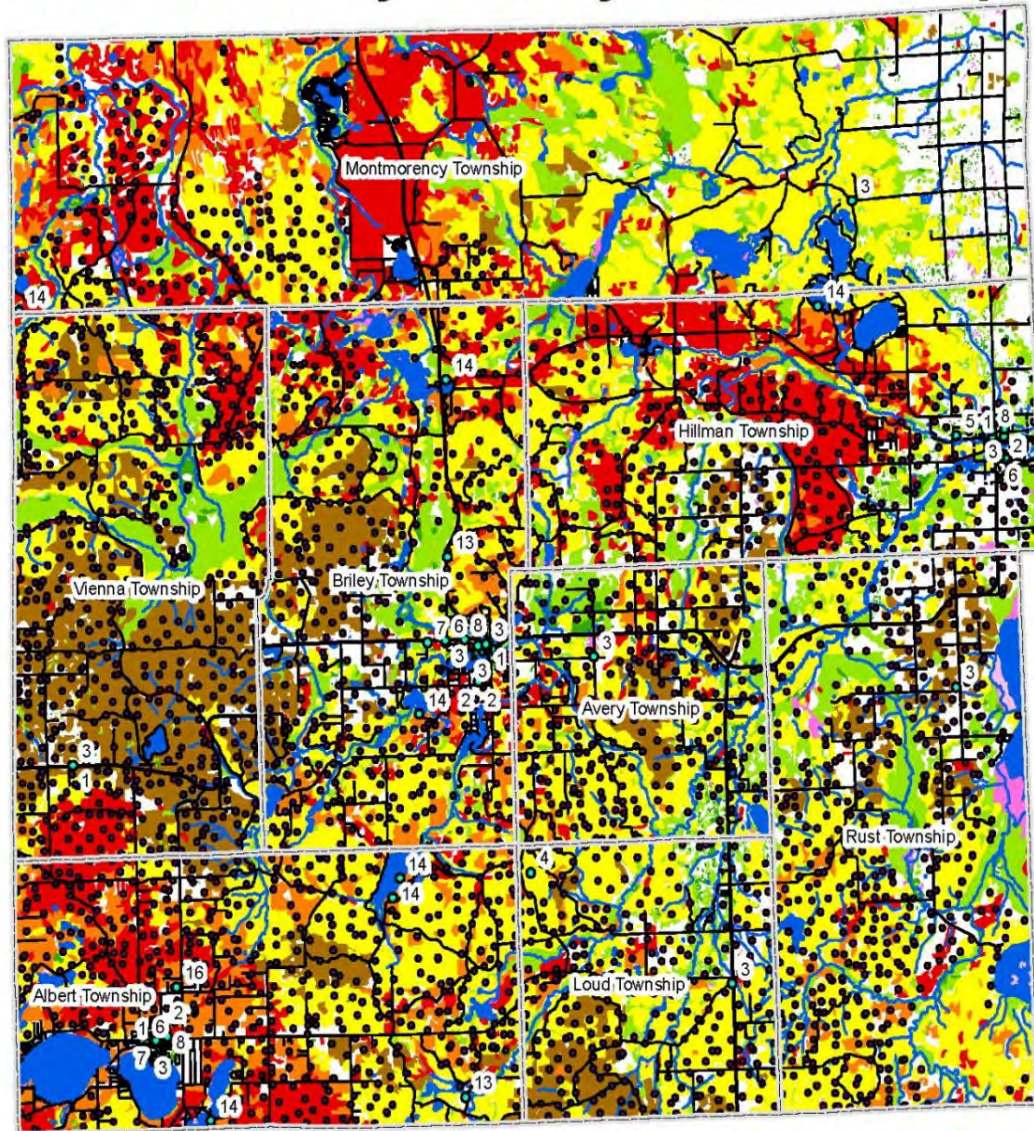 Montmorency Township
3
14
14
14
Hillman Township
5 1 8
3 2
6
13
Vienna Township
Briley Township
7 6 8 3
3 1
3
3
3
14 2 2
Avery Township
3
1
Rust Township
4
14
14
16
3
Albert Township
Loud Township
2
1 6
8
7 3
13
14